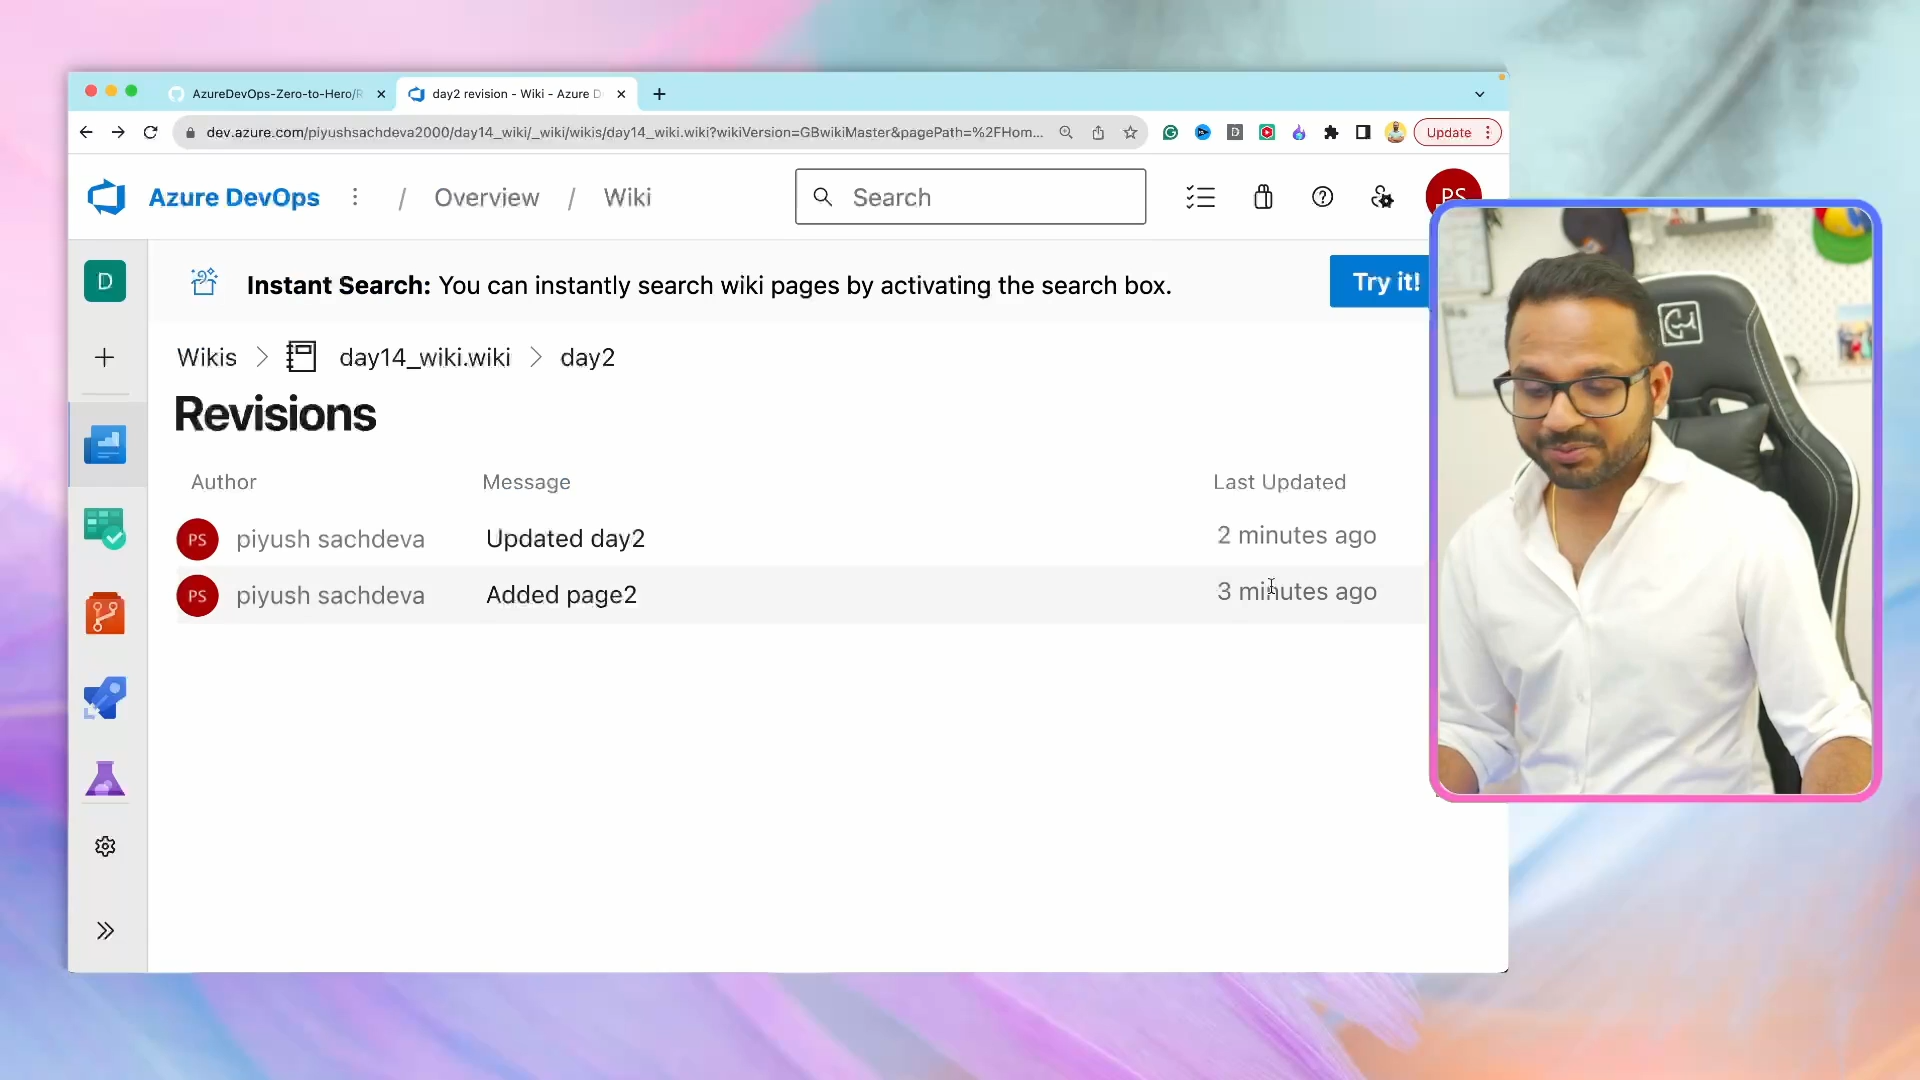 AzureDevOps-Zero-to-Hero/R
day2 revision - Wiki - Azure D
dev.azure.com/piyushsachdeva2000/day14_wiki/_wiki/wikis/day14_wiki.wiki?wikiVersion=GBwikiMaster&pagePath=%2FHom...
Update
Azure DevOps / Overview / Wiki
Search
PS
D
Instant Search: You can instantly search wiki pages by activating the search box.
Try it!
Wikis > day14_wiki.wiki > day2
Revisions
Author Message Last Updated
PS piyush sachdeva Updated day2 2 minutes ago
PS piyush sachdeva Added page2 3 minutes ago